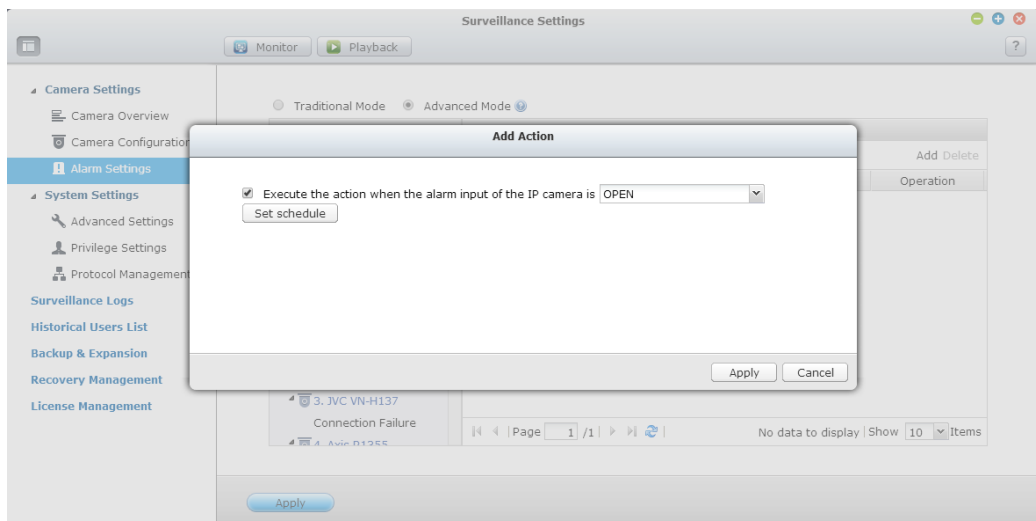 Surveillance Settings
Monitor Playback ?
Camera Settings
Camera Overview
Camera Configuration
Alarm Settings
System Settings
Advanced Settings
Privilege Settings
Protocol Management
Surveillance Logs
Historical Users List
Backup & Expansion
Recovery Management
License Management
Traditional Mode Advanced Mode
Add Delete
Operation
Add Action
Execute the action when the alarm input of the IP camera is OPEN
Set schedule
Apply Cancel
3. JVC VN-H137
Connection Failure
4. Axis P1355
Page 1 /1 No data to display Show 10 Items
Apply